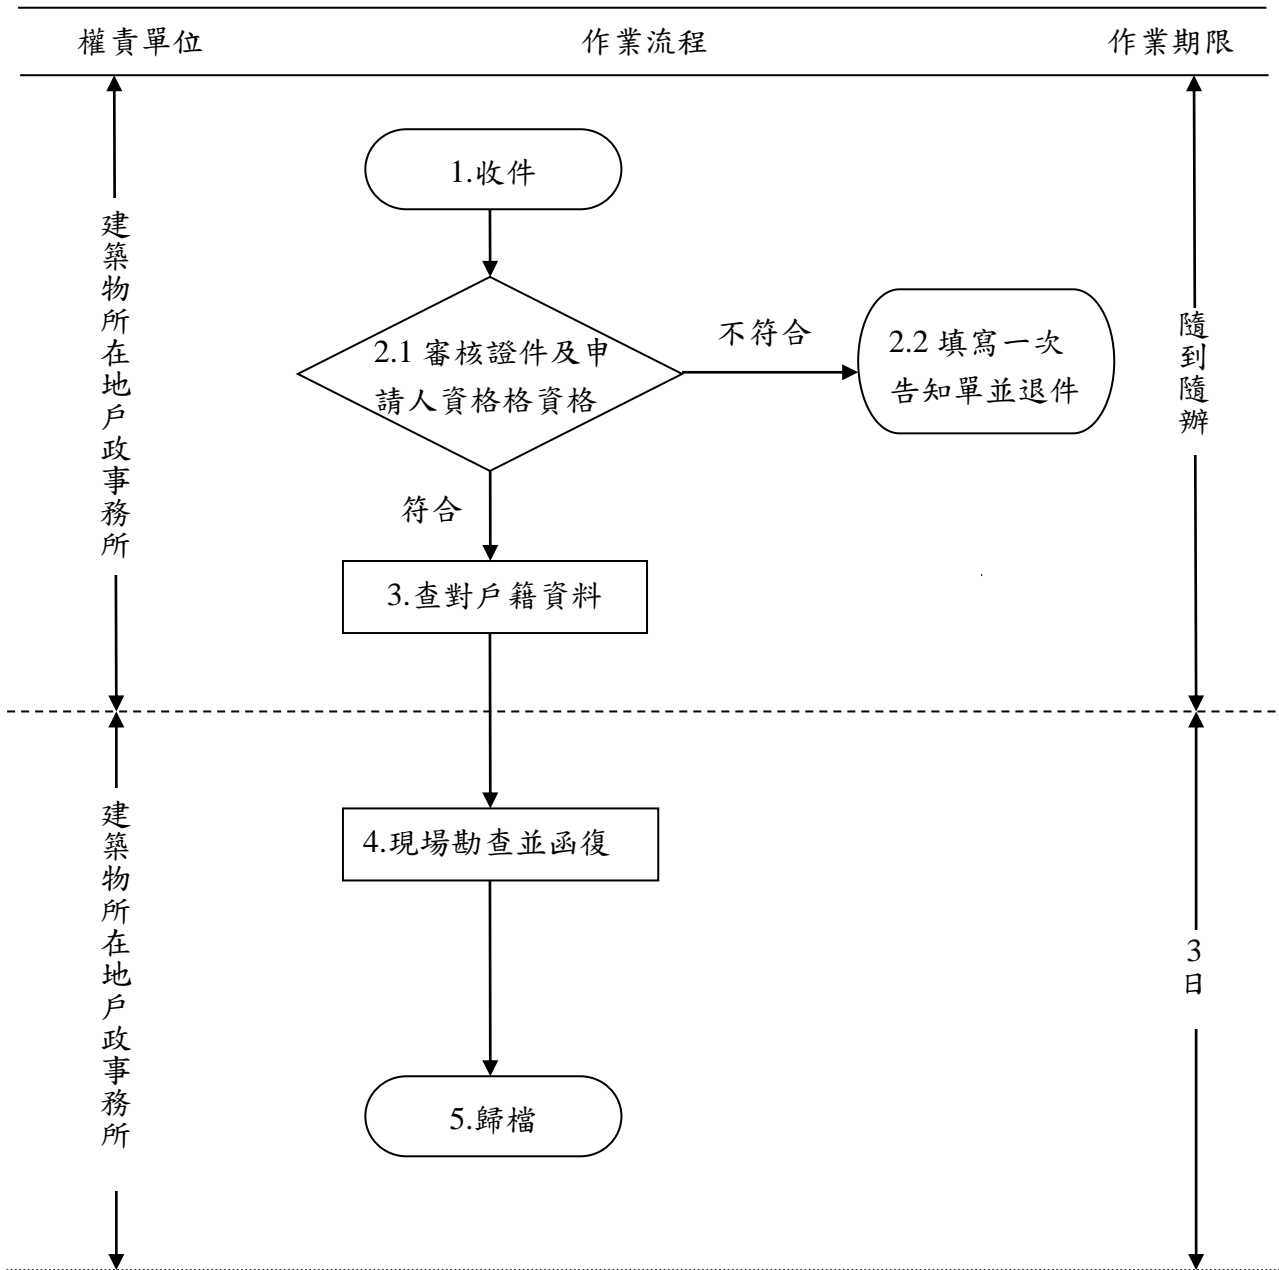 權責單位
作業流程
作業期限
1.收件
2.1 審核證件及申
請人資格格資格
不符合
2.2 填寫一次
告知單並退件
符合
3.查對戶籍資料
建築物所在地戶政事務所
隨到隨辦
4.現場勘查並函復
5.歸檔
建築物所在地戶政事務所
3日